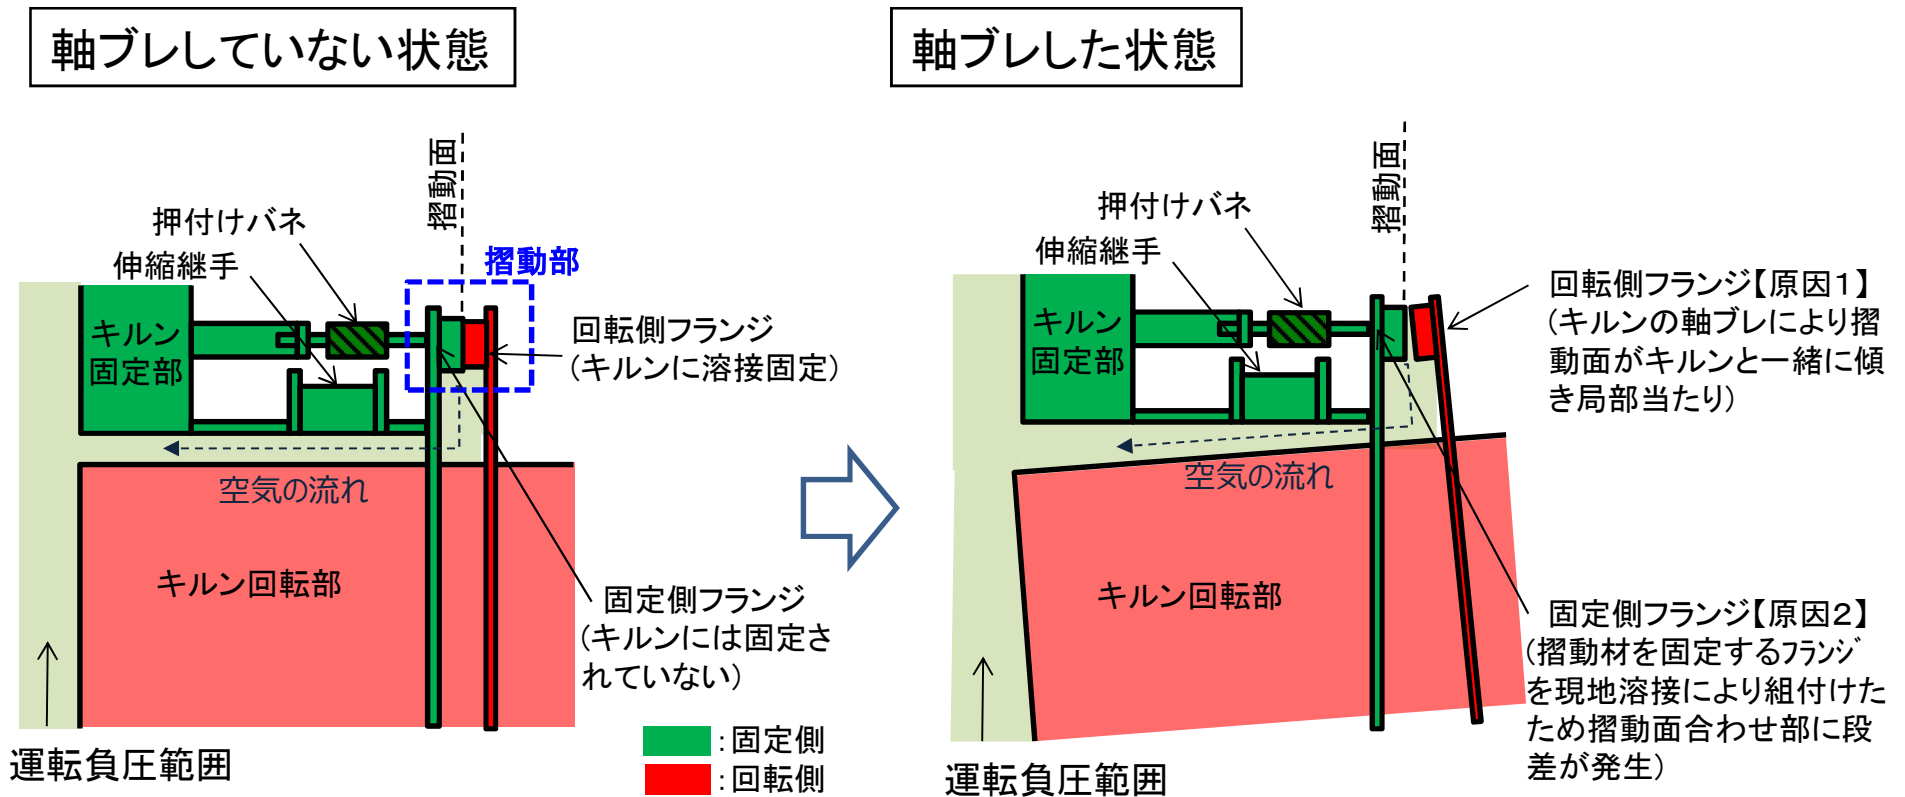 軸ブレしていない状態
摺動面
押付けバネ
伸縮継手
摺動部
キルン
固定部
回転側フランジ
(キルンに溶接固定)
空気の流れ
キルン回転部
固定側フランジ
(キルンには固定さ
れていない)
運転負圧範囲
:固定側
:回転側
軸ブレした状態
摺動面
押付けバネ
伸縮継手
キルン
固定部
回転側フランジ【原因1】
(キルンの軸ブレにより摺
動面がキルンと一緒に傾
き局部当たり)
空気の流れ
キルン回転部
固定側フランジ【原因2】
(摺動材を固定するフランジ
を現地溶接により組付けた
ため摺動面合わせ部に段
差が発生)
運転負圧範囲